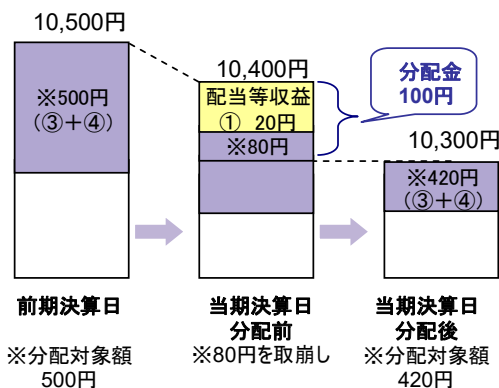 10,500円
※500円
（③＋④）
10,400円
配当等収益
① 20円
※80円
分配金
100円
10,300円
※420円
（③＋④）
前期決算日
※分配対象額
500円
当期決算日
分配前
※80円を取崩し
当期決算日
分配後
※分配対象額
420円